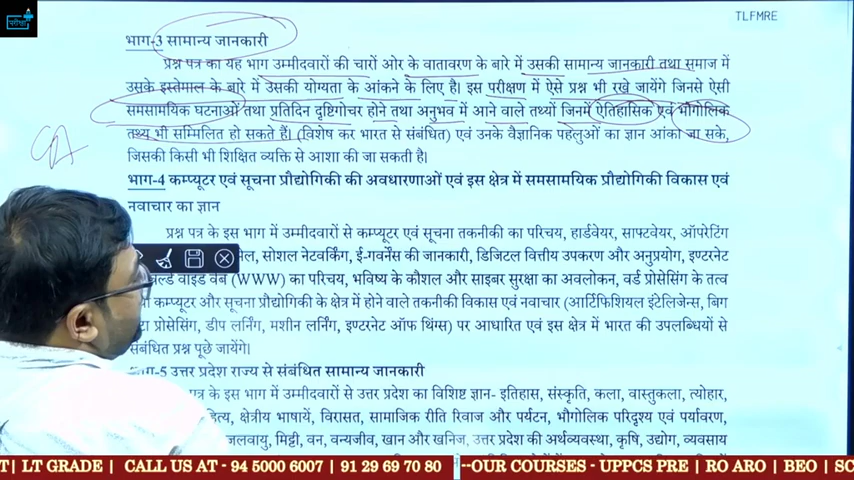 परीक्षा
TLFMRE
भाग-3 सामान्य जानकारी
प्रश्न पत्र का यह भाग उम्मीदवारों की चारों ओर के वातावरण के बारे में उसकी सामान्य जानकारी तथा समाज में
उसके इस्तेमाल के बारे में उसकी योग्यता के आंकने के लिए है। इस परीक्षण में ऐसे प्रश्न भी रखे जायेंगे जिनसे ऐसी
समसामयिक घटनाओं तथा प्रतिदिन दृष्टिगोचर होने तथा अनुभव में आने वाले तथ्यों जिनमें ऐतिहासिक एवं भौगोलिक
तथ्य भी सम्मिलित हो सकते हैं। (विशेष कर भारत से संबंधित) एवं उनके वैज्ञानिक पहलुओं का ज्ञान आंका जा सके,
जिसकी किसी भी शिक्षित व्यक्ति से आशा की जा सकती है।
भाग-4 कम्प्यूटर एवं सूचना प्रौद्योगिकी की अवधारणाओं एवं इस क्षेत्र में समसामयिक प्रौद्योगिकी विकास एवं
नवाचार का ज्ञान
प्रश्न पत्र के इस भाग में उम्मीदवारों से कम्प्यूटर एवं सूचना तकनीकी का परिचय, हार्डवेयर, साफ्टवेयर, ऑपरेटिंग
सोशल नेटवर्किंग, ई-गवर्नेंस की जानकारी, डिजिटल वित्तीय उपकरण और अनुप्रयोग, इण्टरनेट
वाइड वेब (WWW) का परिचय, भविष्य के कौशल और साइबर सुरक्षा का अवलोकन, वर्ड प्रोसेसिंग के तत्व
कम्प्यूटर और सूचना प्रौद्योगिकी के क्षेत्र में होने वाले तकनीकी विकास एवं नवाचार (आर्टिफिशियल इंटेलिजेन्स, बिग
प्रोसेसिंग, डीप लर्निंग, मशीन लर्निंग, इण्टरनेट ऑफ थिंग्स) पर आधारित एवं इस क्षेत्र में भारत की उपलब्धियों से
संबंधित प्रश्न पूछे जायेंगे।
भाग-5 उत्तर प्रदेश राज्य से संबंधित सामान्य जानकारी
पत्र के इस भाग में उम्मीदवारों से उत्तर प्रदेश का विशिष्ट ज्ञान- इतिहास, संस्कृति, कला, वास्तुकला, त्योहार,
क्षेत्रीय भाषायें, विरासत, सामाजिक रीति रिवाज और पर्यटन, भौगोलिक परिदृश्य एवं पर्यावरण,
जलवायु, मिट्टी, वन, वन्यजीव, खान और खनिज, उत्तर प्रदेश की अर्थव्यवस्था, कृषि, उद्योग, व्यवसाय
T| LT GRADE | CALL US AT - 94 5000 6007 | 91 29 69 70 80 --OUR COURSES - UPPCS PRE | RO ARO | BEO | SC